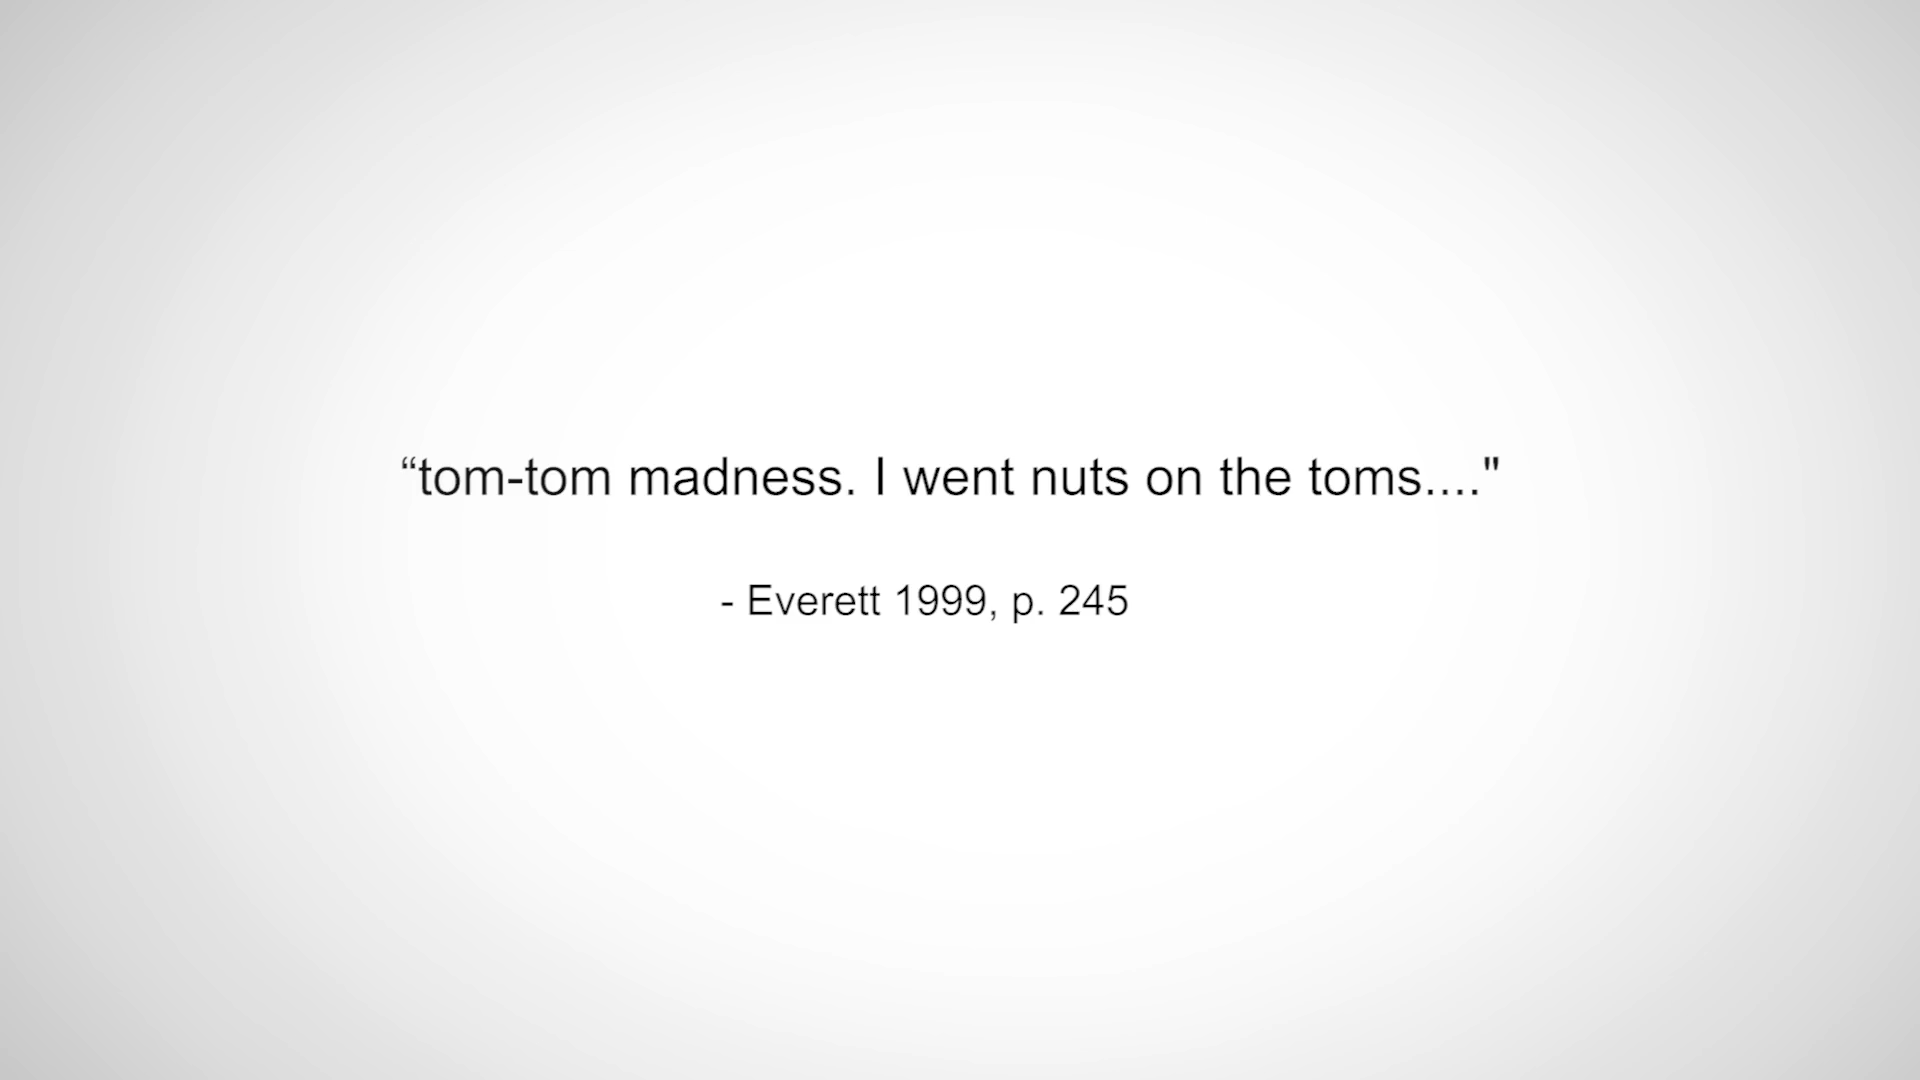 “tom-tom madness. I went nuts on the toms...."
- Everett 1999, p. 245